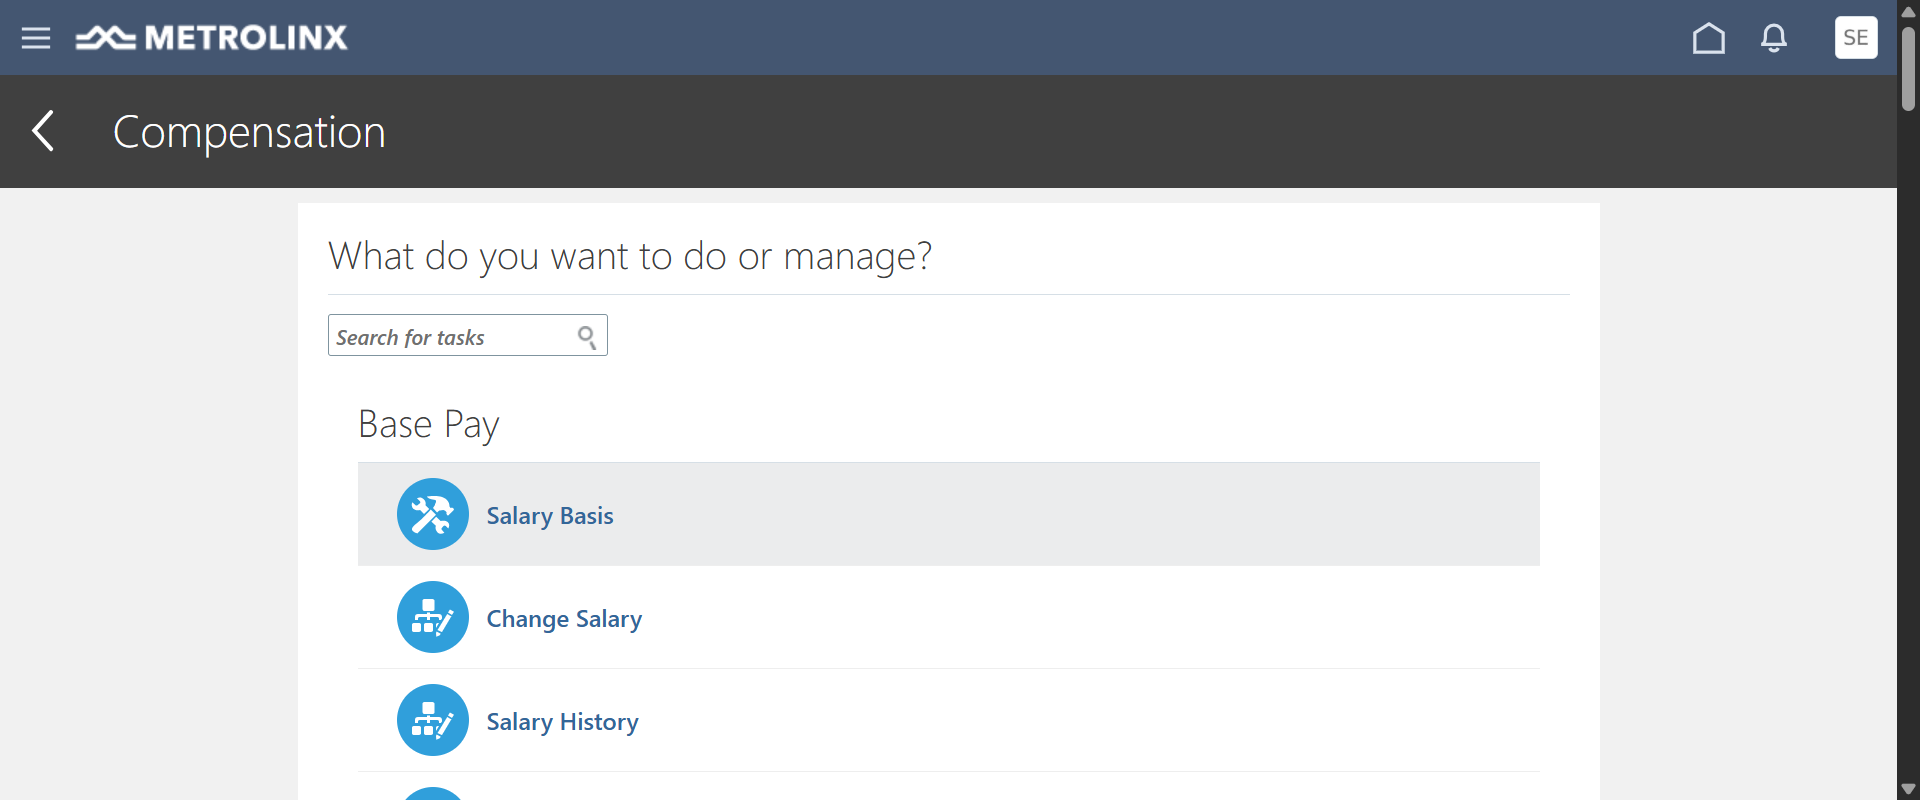 METROLINX
SE
Compensation
What do you want to do or manage?
Search for tasks
Base Pay
Salary Basis
Change Salary
Salary History